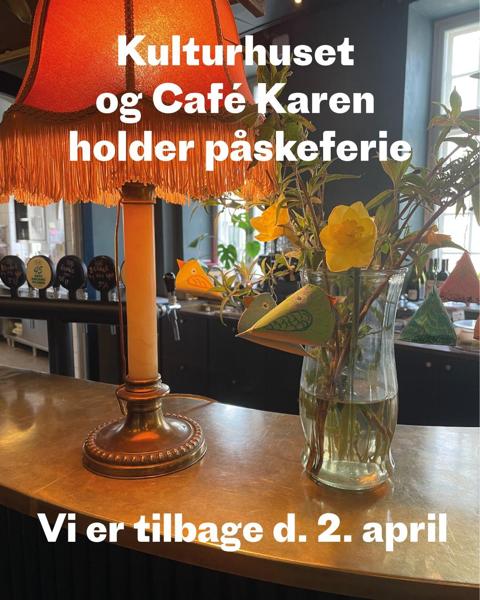 Kulturhuset
og Café Karen
holder påskeferie
Vi er tilbage d. 2. april